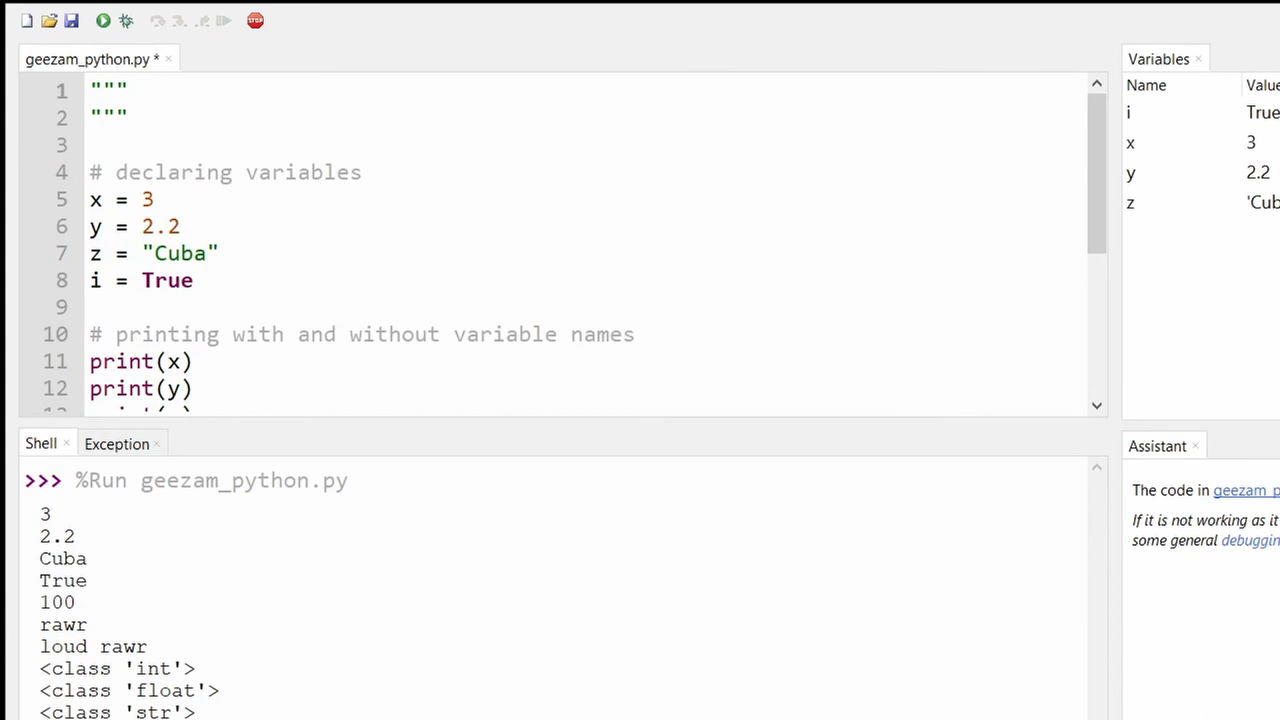 STOP
geezam_python.py * ×
1 """
2 """
3
4 # declaring variables
5 x = 3
6 y = 2.2
7 z = "Cuba"
8 i = True
9
10 # printing with and without variable names
11 print(x)
12 print(y)
Variables ×
Name Value
i True
x 3
y 2.2
z 'Cub
Shell × Exception ×
>>> %Run geezam_python.py
3
2.2
Cuba
True
100
rawr
loud rawr
<class 'int'>
<class 'float'>
<class 'str'>
Assistant ×
The code in geezam_p
If it is not working as it
some general debuggin